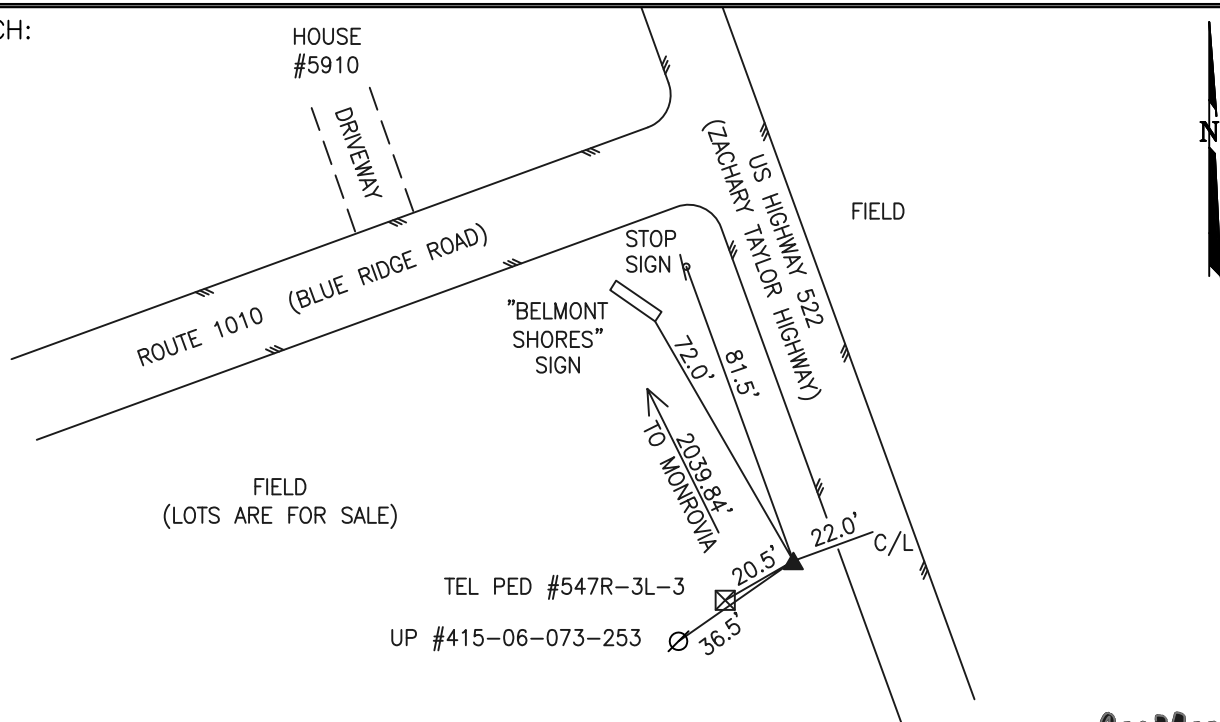 CH:
HOUSE
#5910
DRIVEWAY
N
US HIGHWAY 522
(ZACHARY TAYLOR HIGHWAY)
FIELD
STOP
SIGN
ROUTE 1010 (BLUE RIDGE ROAD)
"BELMONT
SHORES"
SIGN
72.0'
81.5'
2039.84'
TO MONROVIA
FIELD
(LOTS ARE FOR SALE)
22.0'
C/L
20.5'
TEL PED #547R-3L-3
UP #415-06-073-253
36.5'